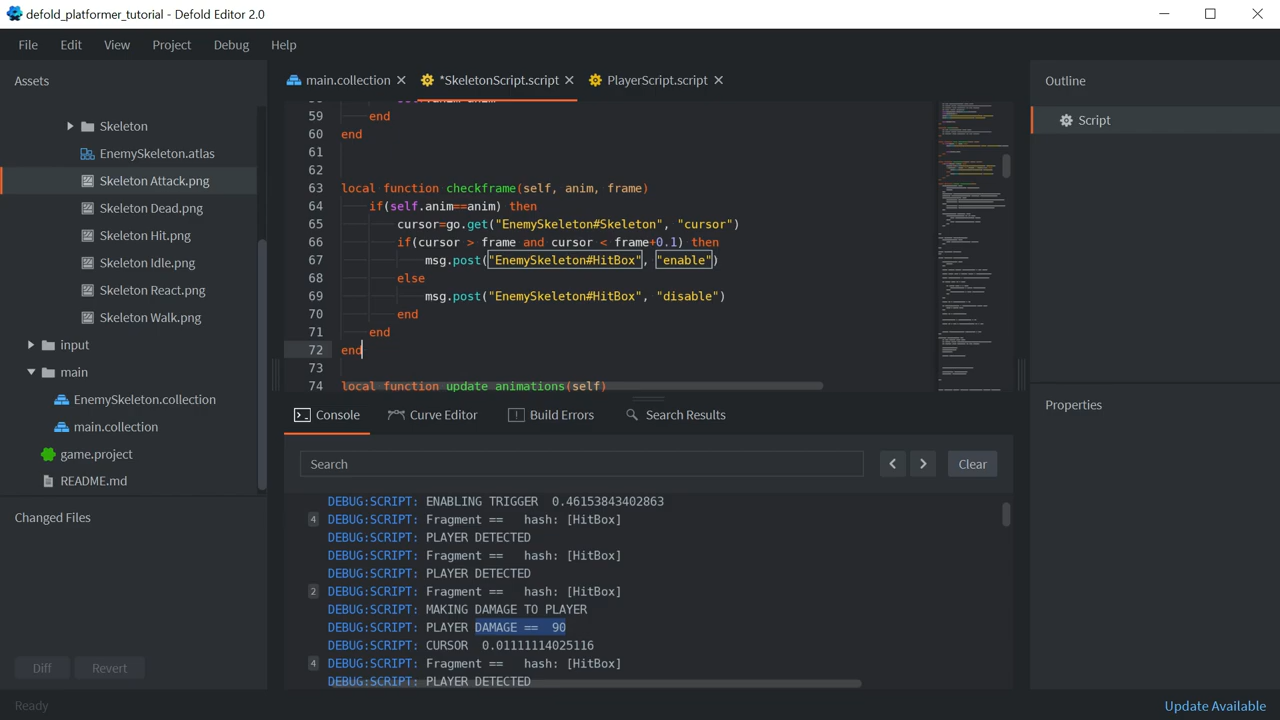 defold_platformer_tutorial - Defold Editor 2.0
File Edit View Project Debug Help
Assets
Skeleton
EnemySkeleton.atlas
Skeleton Attack.png
Skeleton Dead.png
Skeleton Hit.png
Skeleton Idle.png
Skeleton React.png
Skeleton Walk.png
input
main
EnemySkeleton.collection
main.collection
game.project
README.md
Changed Files
Diff Revert
Ready
main.collection *SkeletonScript.script PlayerScript.script
59 end
60 end
61
62
63 local function checkframe(self, anim, frame)
64 if(self.anim==anim) then
65 cursor=go.get("EnemySkeleton#Skeleton", "cursor")
66 if(cursor > frame and cursor < frame+0.1) then
67 msg.post("EnemySkeleton#HitBox", "enable")
68 else
69 msg.post("EnemySkeleton#HitBox", "disable")
70 end
71 end
72 end
73
74 local function update_animations(self)
Console Curve Editor Build Errors Search Results
Search
Clear
DEBUG:SCRIPT: ENABLING TRIGGER 0.46153843402863
4 DEBUG:SCRIPT: Fragment == hash: [HitBox]
DEBUG:SCRIPT: PLAYER DETECTED
DEBUG:SCRIPT: Fragment == hash: [HitBox]
DEBUG:SCRIPT: PLAYER DETECTED
2 DEBUG:SCRIPT: Fragment == hash: [HitBox]
DEBUG:SCRIPT: MAKING DAMAGE TO PLAYER
DEBUG:SCRIPT: PLAYER DAMAGE == 90
DEBUG:SCRIPT: CURSOR 0.01111114025116
4 DEBUG:SCRIPT: Fragment == hash: [HitBox]
DEBUG:SCRIPT: PLAYER DETECTED
Outline
Script
Properties
Update Available